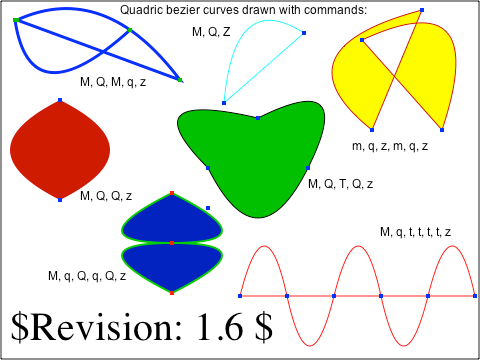 Quadric bezier curves drawn with commands:
M, Q, Z
M, Q, M, q, z
m, q, z, m, q, z
M, Q, T, Q, z
M, Q, Q, z
M, q, t, t, t, t, z
M, q, Q, q, Q, z
$Revision: 1.6 $